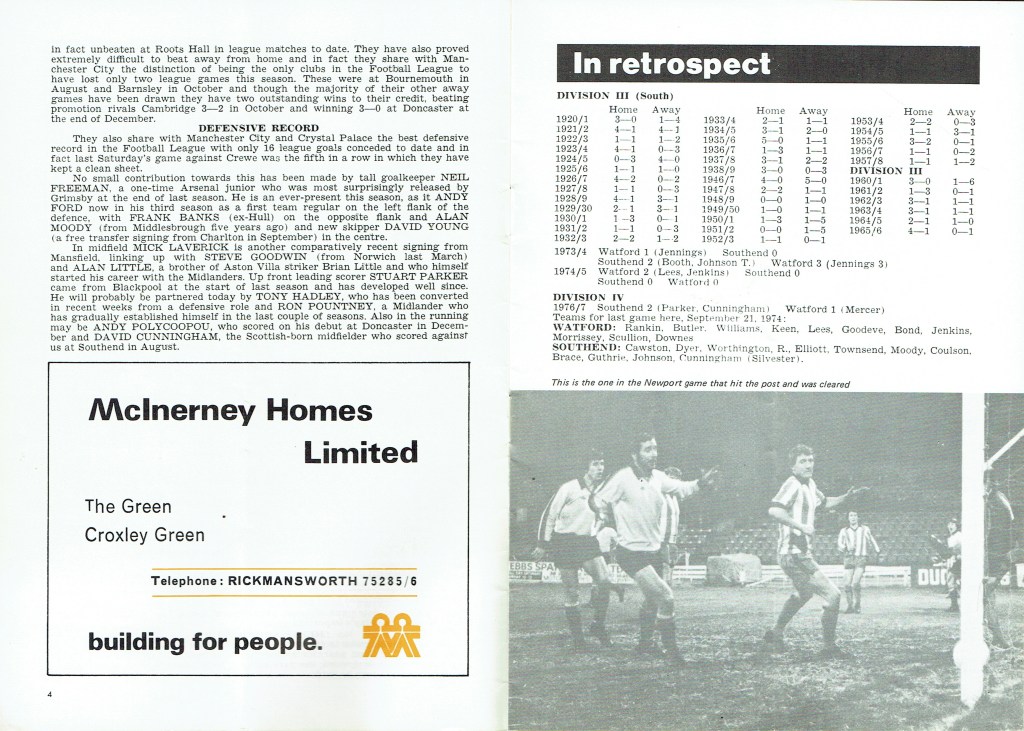 in fact unbeaten at Roots Hall in league matches to date. They have also proved
extremely difficult to beat away from home and in fact they share with Man-
chester City the distinction of being the only clubs in the Football League to
have lost only two league games this season. These were at Bournemouth in
August and Barnsley in October and though the majority of their other away
games have been drawn they have two outstanding wins to their credit, beating
promotion rivals Cambridge 3—2 in October and winning 3—0 at Doncaster at
the end of December.
DEFENSIVE RECORD
They also share with Manchester City and Crystal Palace the best defensive
record in the Football League with only 16 league goals conceded to date and in
fact last Saturday's game against Crewe was the fifth in a row in which they have
kept a clean sheet.
No small contribution towards this has been made by tall goalkeeper NEIL
FREEMAN, a one-time Arsenal junior who was most surprisingly released by
Grimsby at the end of last season. He is an ever-present this season, as it ANDY
FORD now in his third season as a first team regular on the left flank of the
defence, with FRANK BANKS (ex-Hull) on the opposite flank and ALAN
MOODY (from Middlesbrough five years ago) and new skipper DAVID YOUNG
(a free transfer signing from Charlton in September) in the centre.
In midfield MICK LAVERICK is another comparatively recent signing from
Mansfield, linking up with STEVE GOODWIN (from Norwich last March)
and ALAN LITTLE, a brother of Aston Villa striker Brian Little and who himself
started his career with the Midlanders. Up front leading scorer STUART PARKER
came from Blackpool at the start of last season and has developed well since.
He will probably be partnered today by TONY HADLEY, who has been converted
in recent weeks from a defensive role and RON POUNTNEY, a Midlander who
has gradually established himself in the last couple of seasons. Also in the running
may be ANDY POLYCOOPOU, who scored on his debut at Doncaster in Decem-
ber and DAVID CUNNINGHAM, the Scottish-born midfielder who scored against
us at Southend in August.
McInerney Homes
Limited
The Green
Croxley Green
Telephone: RICKMANSWORTH 75285/6
building for people.
4
In retrospect
DIVISION III (South)
Home Away
1920/1 3—0 1—4
1921/2 4—1 4—1
1922/3 1—1 1—2
1923/4 4—1 0—3
1924/5 0—3 4—0
1925/6 1—1 1—0
1926/7 4—2 0—2
1927/8 1—1 0—3
1928/9 4—1 3—1
1929/30 2—1 3—1
1930/1 1—3 0—1
1931/2 1—1 0—3
1932/3 2—2 1—2
Home Away
1933/4 2—1 1—1
1934/5 3—1 2—0
1935/6 5—0 1—1
1936/7 1—3 1—1
1937/8 3—1 2—2
1938/9 3—0 0—3
1946/7 4—0 5—0
1947/8 2—2 1—1
1948/9 0—0 1—0
1949/50 1—0 1—1
1950/1 1—3 1—5
1951/2 0—0 1—5
1952/3 1—1 0—1
Home Away
1953/4 2—2 0—3
1954/5 1—1 3—1
1955/6 3—2 0—1
1956/7 1—1 0—2
1957/8 1—1 1—2
DIVISION III
1960/1 3—0 1—6
1961/2 1—3 0—1
1962/3 3—1 1—1
1963/4 3—1 1—1
1964/5 2—1 1—0
1965/6 4—1 0—1
1973/4 Watford 1 (Jennings) Southend 0
Southend 2 (Booth, Johnson T.) Watford 3 (Jennings 3)
1974/5 Watford 2 (Lees, Jenkins) Southend 0
Southend 0 Watford 0
DIVISION IV
1976/7 Southend 2 (Parker, Cunningham) Watford 1 (Mercer)
Teams for last game here, September 21, 1974:
WATFORD: Rankin, Butler. Williams, Keen, Lees, Goodeve, Bond, Jenkins,
Morrissey, Scullion, Downes
SOUTHEND: Cawston, Dyer, Worthington, R., Elliott, Townsend, Moody, Coulson,
Brace, Guthrie, Johnson, Cunningham (Silvester).
This is the one in the Newport game that hit the post and was cleared